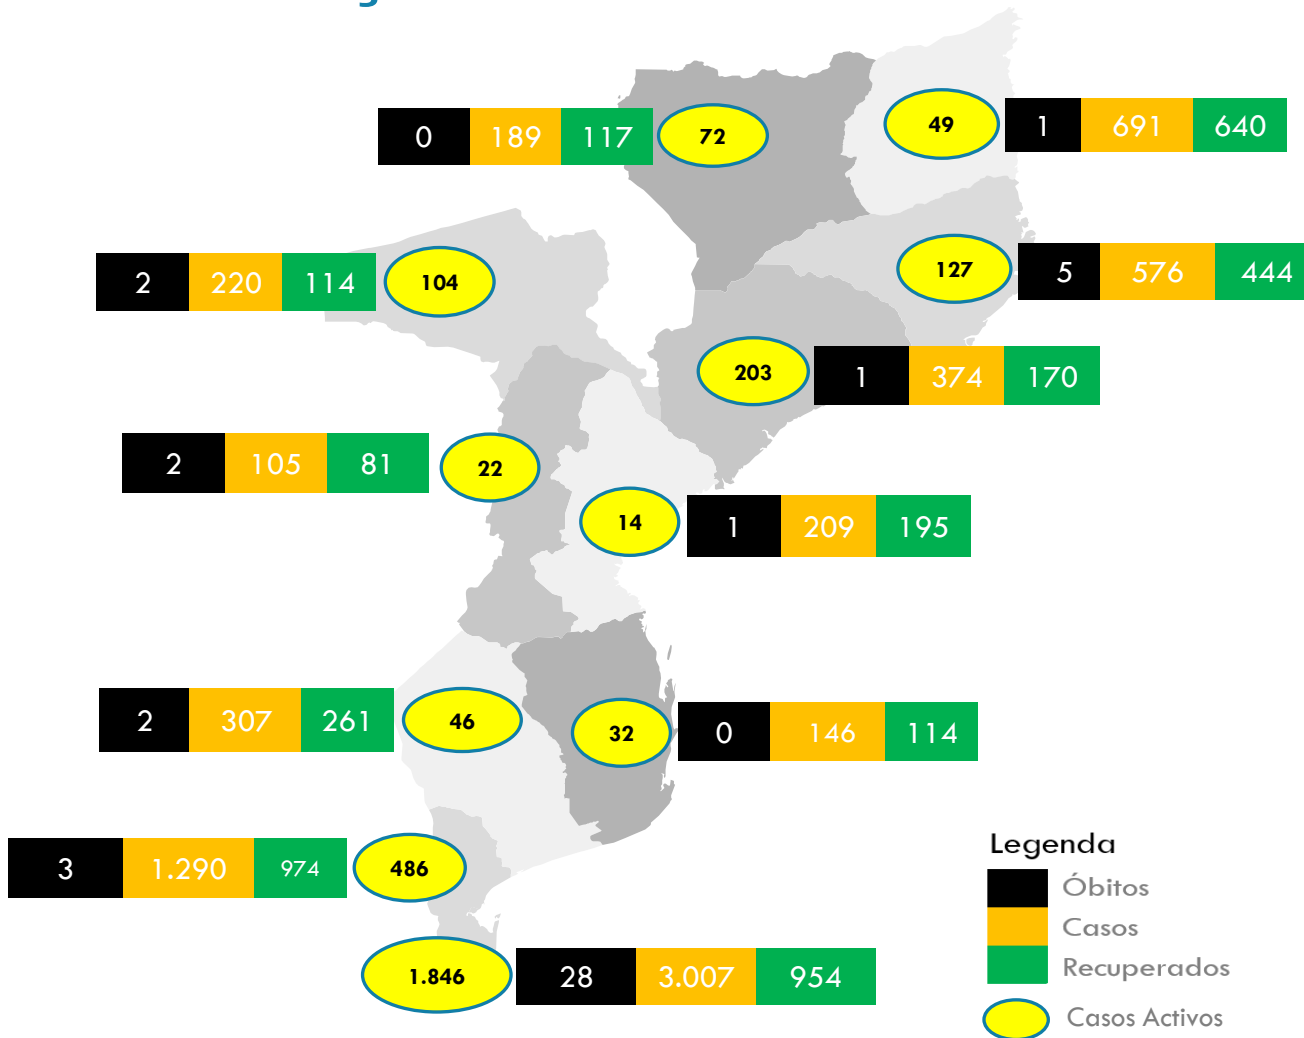 0 189 117 72
49 1 691 640
2 220 114 104
127 5 576 444
203 1 374 170
2 105 81 22
14 1 209 195
2 307 261 46
32 0 146 114
3 1.290 974 486
1.846 28 3.007 954
Legenda
Óbitos
Casos
Recuperados
Casos Activos